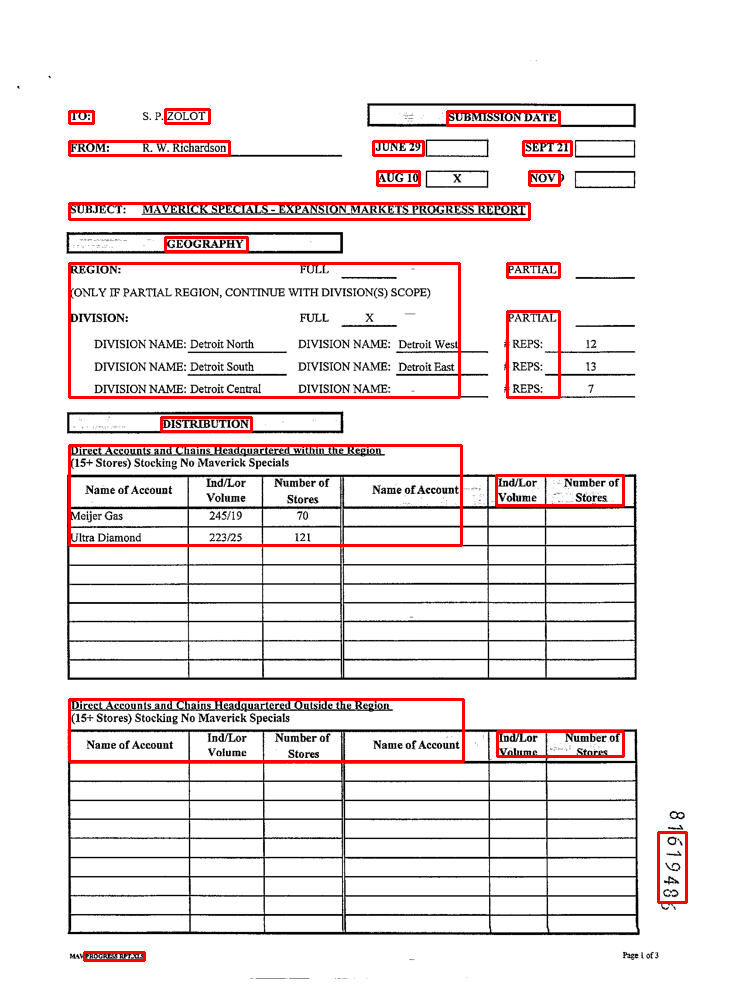 TO: S. P. ZOLOT SUBMISSION DATE
FROM: R. W. Richardson JUNE 29 SEPT 21
AUG 10 X NOV 9
SUBJECT: MAVERICK SPECIALS - EXPANSION MARKETS PROGRESS REPORT
GEOGRAPHY
REGION: FULL PARTIAL
(ONLY IF PARTIAL REGION, CONTINUE WITH DIVISION(S) SCOPE)
DIVISION: FULL X PARTIAL
DIVISION NAME: Detroit North DIVISION NAME: Detroit West # REPS: 12
DIVISION NAME: Detroit South DIVISION NAME: Detroit East # REPS: 13
DIVISION NAME: Detroit Central DIVISION NAME: # REPS: 7
DISTRIBUTION
Direct Accounts and Chains Headquartered within the Region
(15+ Stores) Stocking No Maverick Specials
Name of Account Ind/Lor Volume Number of Stores Name of Account Ind/Lor Volume Number of Stores
Meijer Gas 245/19 70
Ultra Diamond 223/25 121
Direct Accounts and Chains Headquartered Outside the Region
(15+ Stores) Stocking No Maverick Specials
Name of Account Ind/Lor Volume Number of Stores Name of Account Ind/Lor Volume Number of Stores
MAV PROGRESS RPT.XLS Page 1 of 3